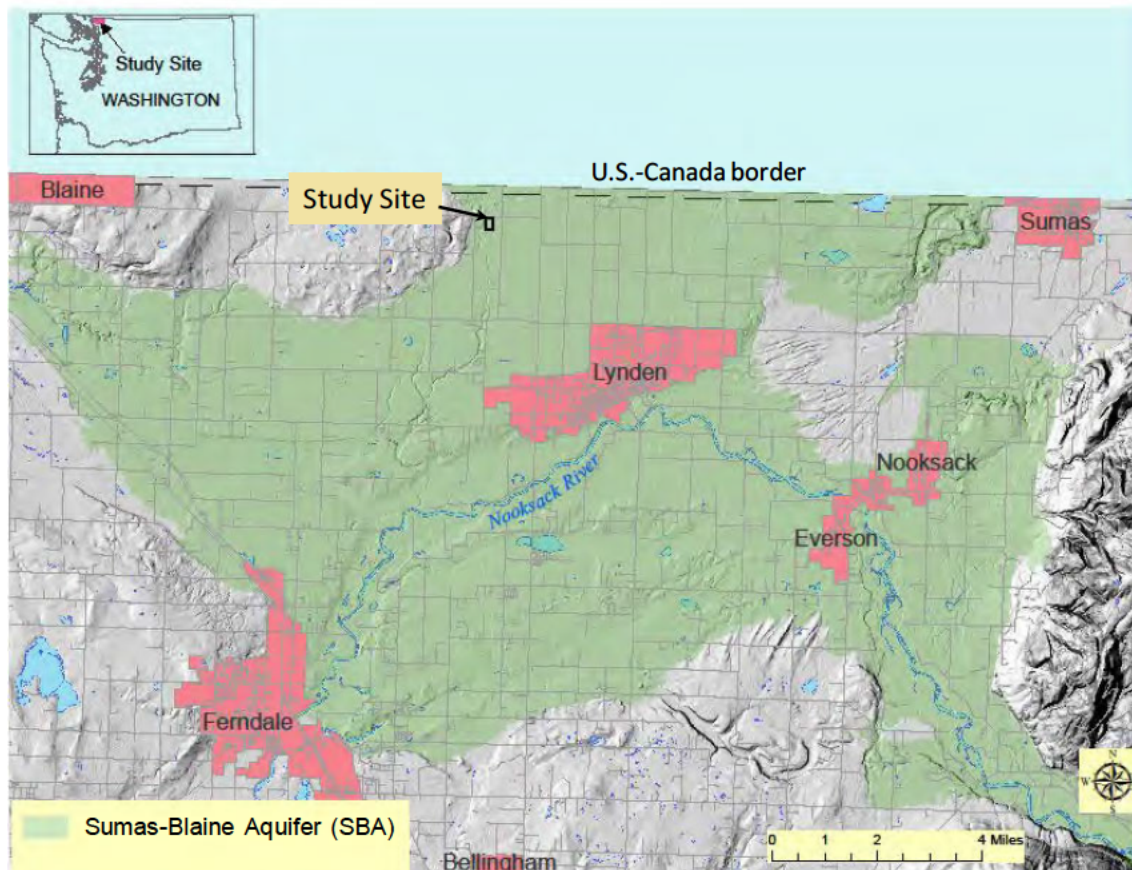 Study Site
WASHINGTON
U.S.-Canada border
Blaine
Study Site
Sumas
Lynden
Nooksack River
Nooksack
Everson
Ferndale
N
W
Sumas-Blaine Aquifer (SBA)
0 1 2 4 Miles
Bellingham